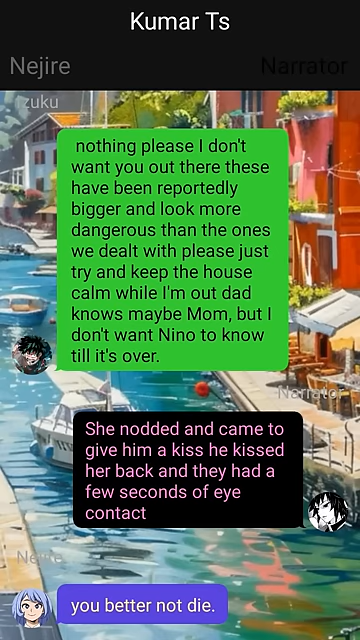 Kumar Ts
Nejire
Narrator
Izuku
nothing please I don't
want you out there these
have been reportedly
bigger and look more
dangerous than the ones
we dealt with please just
try and keep the house
calm while I'm out dad
knows maybe Mom, but I
don't want Nino to know
till it's over.
Narrator
She nodded and came to
give him a kiss he kissed
her back and they had a
few seconds of eye
contact
Nejire
you better not die.